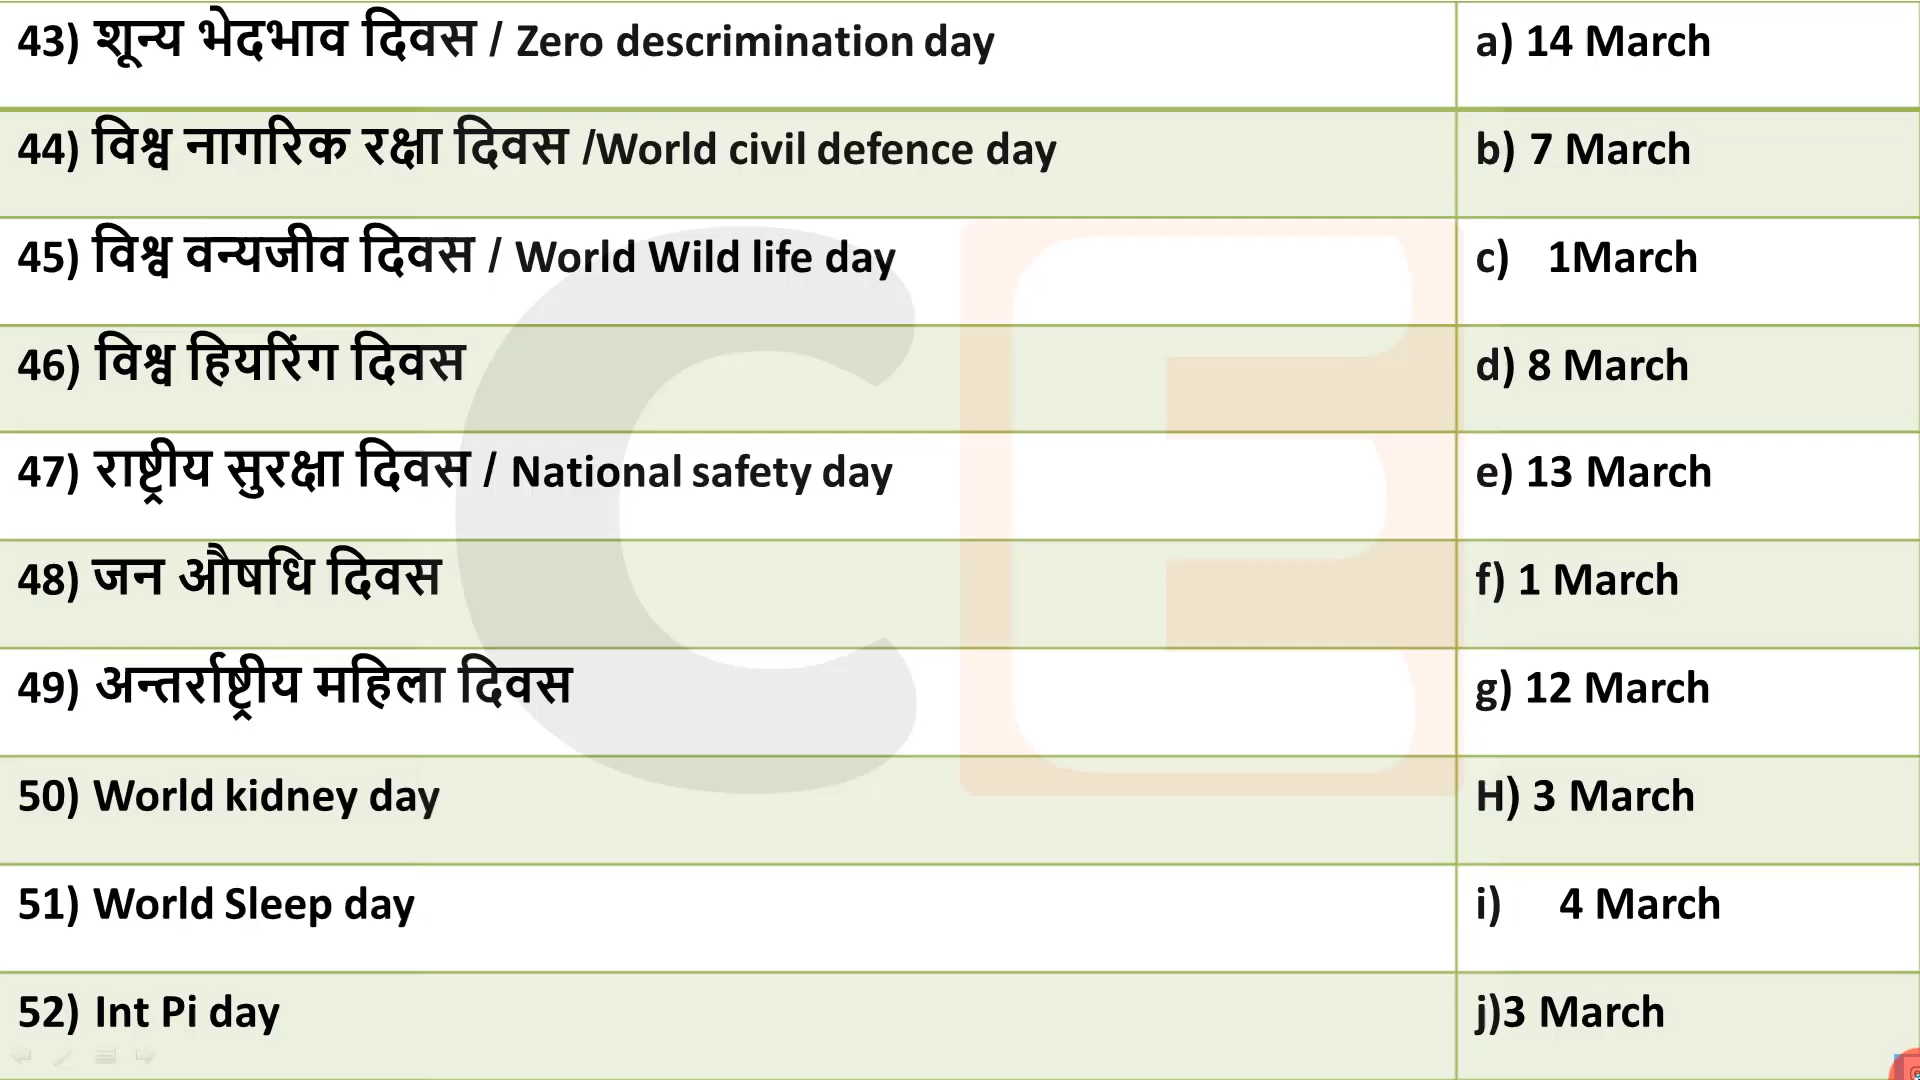 43) शून्य भेदभाव दिवस / Zero descrimination day a) 14 March
44) विश्व नागरिक रक्षा दिवस /World civil defence day b) 7 March
45) विश्व वन्यजीव दिवस / World Wild life day c) 1March
46) विश्व हियरिंग दिवस d) 8 March
47) राष्ट्रीय सुरक्षा दिवस / National safety day e) 13 March
48) जन औषधि दिवस f) 1 March
49) अन्तर्राष्ट्रीय महिला दिवस g) 12 March
50) World kidney day H) 3 March
51) World Sleep day i) 4 March
52) Int Pi day j)3 March
CE